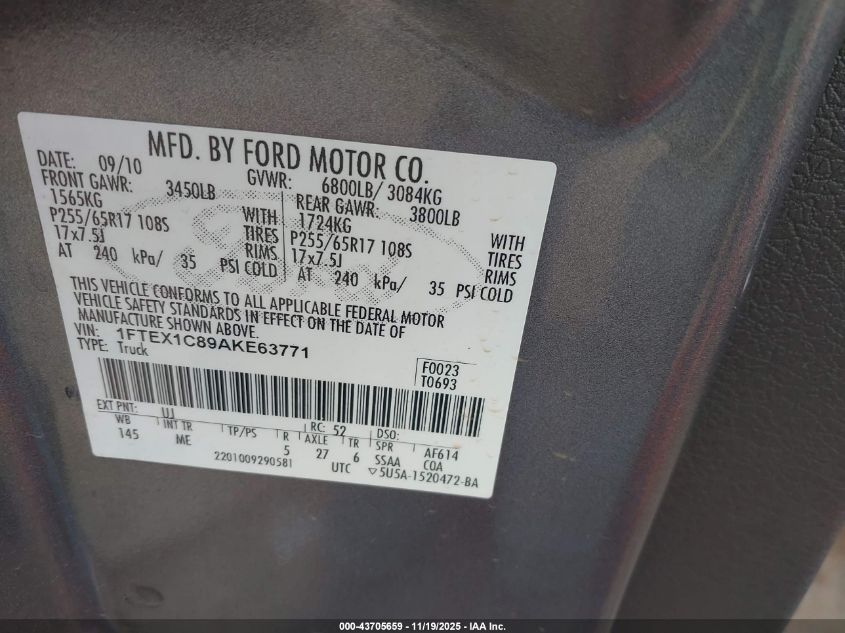 MFD. BY FORD MOTOR CO.
DATE: 09/10 GVWR: 6800LB/ 3084KG
FRONT GAWR: 3450LB REAR GAWR: 3800LB
1565KG WITH 1724KG WITH
P255/65R17 108S TIRES P255/65R17 108S TIRES
17x7.5J RIMS 17x7.5J RIMS
AT 240 kPa/ 35 PSI COLD AT 240 kPa/ 35 PSI COLD
THIS VEHICLE CONFORMS TO ALL APPLICABLE FEDERAL MOTOR
VEHICLE SAFETY STANDARDS IN EFFECT ON THE DATE OF
MANUFACTURE SHOWN ABOVE.
VIN: 1FTEX1C89AKE63771
TYPE: Truck
F0023
T0693
EXT PNT: UJ RC: 52 DSO:
WB INT TR TP/PS R AXLE TR SPR AF614
145 ME 5 27 6 SSAA COA
2201009290581 UTC ▽5U5A-1520472-BA
000-43705659 - 11/19/2025 - IAA Inc.